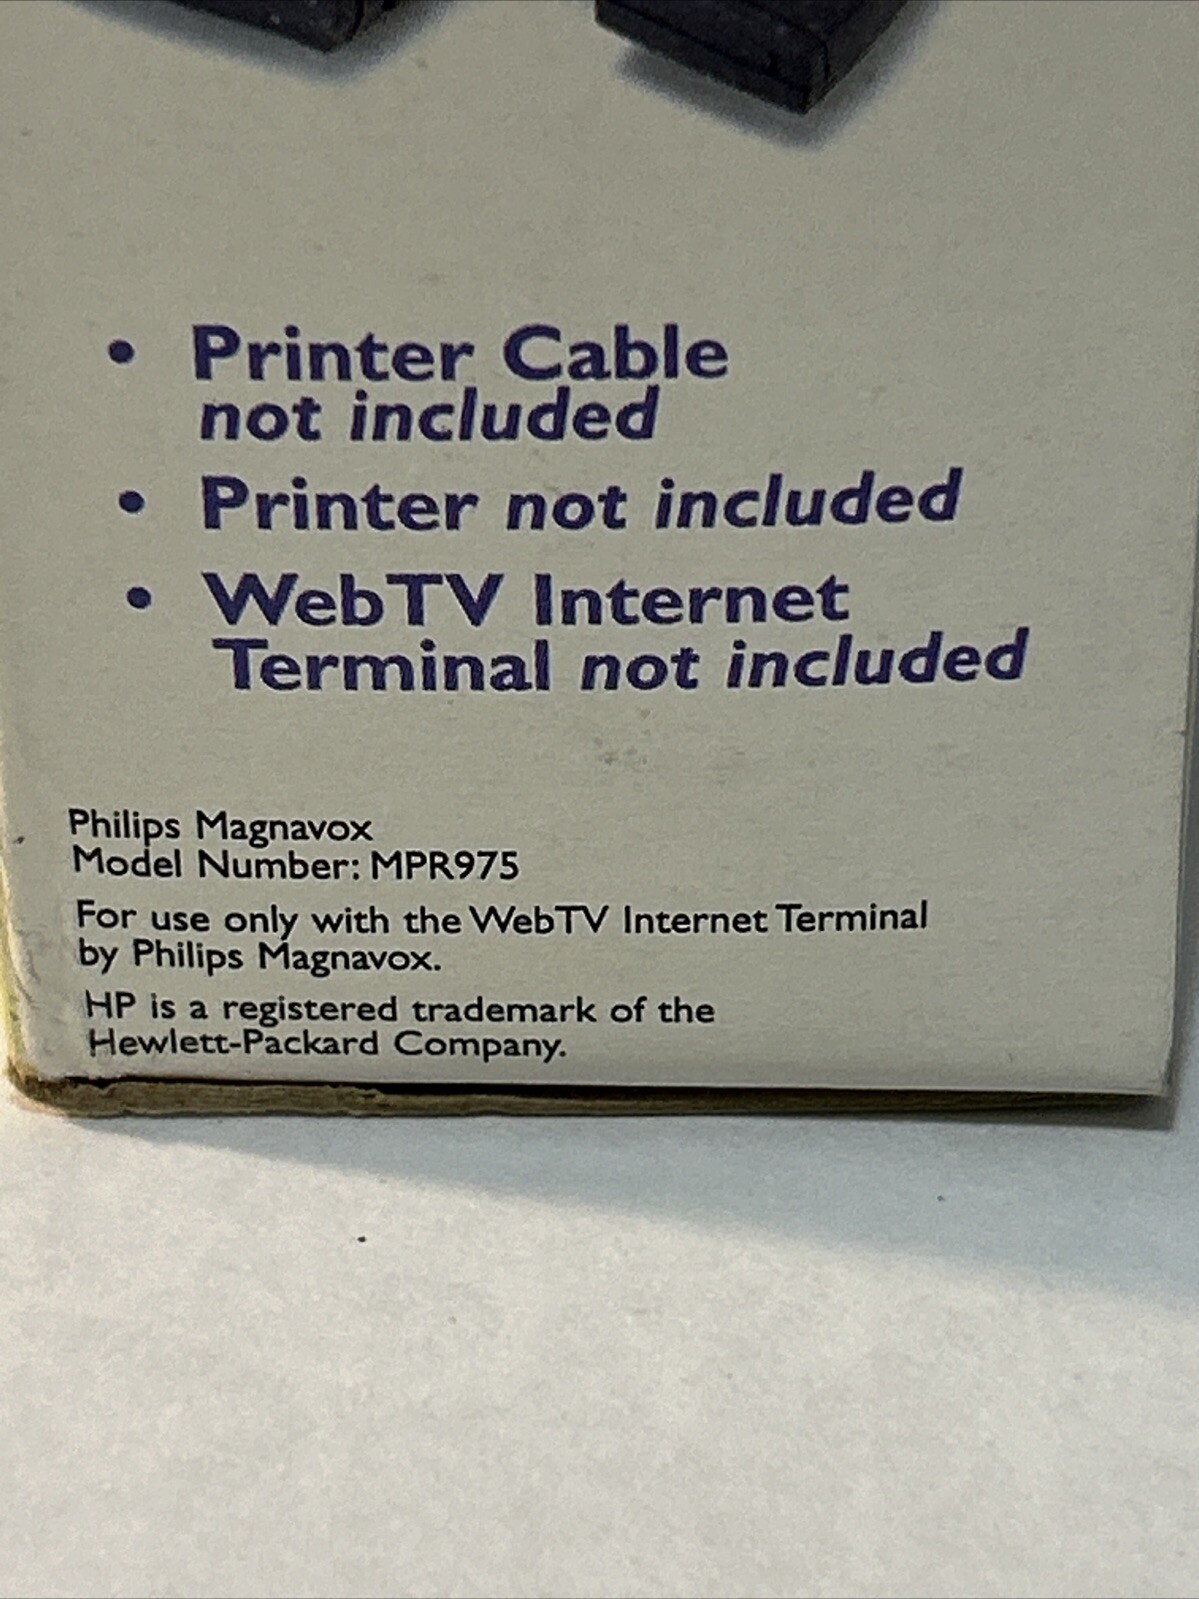 • Printer Cable
not included
• Printer not included
• WebTV Internet
Terminal not included
Philips Magnavox
Model Number: MPR975
For use only with the WebTV Internet Terminal
by Philips Magnavox.
HP is a registered trademark of the
Hewlett-Packard Company.